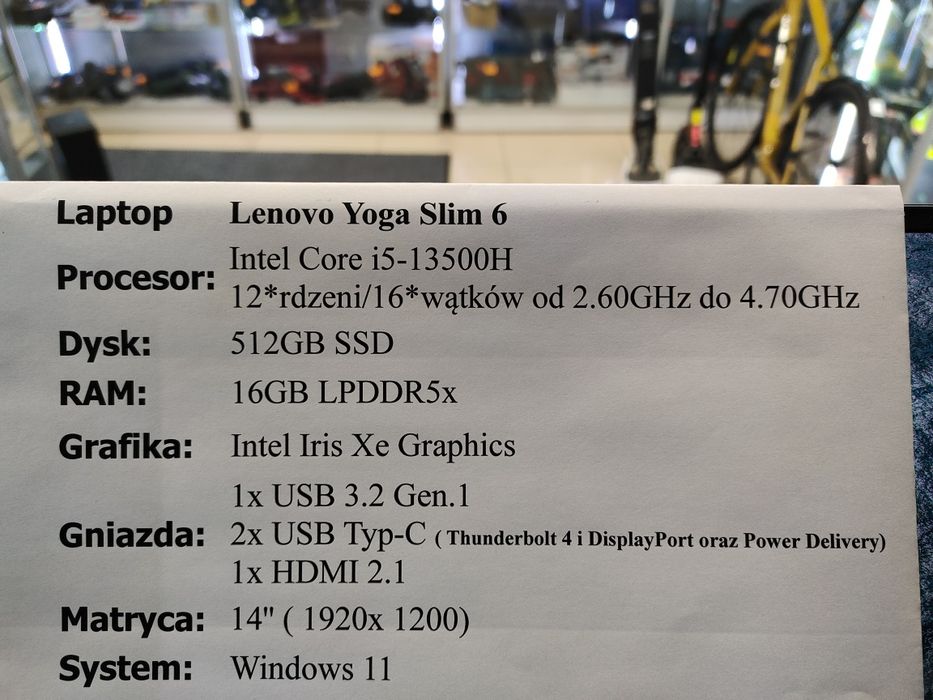 Laptop Lenovo Yoga Slim 6
Procesor: Intel Core i5-13500H
12*rdzeni/16*wątków od 2.60GHz do 4.70GHz
Dysk: 512GB SSD
RAM: 16GB LPDDR5x
Grafika: Intel Iris Xe Graphics
1x USB 3.2 Gen.1
Gniazda: 2x USB Typ-C ( Thunderbolt 4 i DisplayPort oraz Power Delivery)
1x HDMI 2.1
Matryca: 14" ( 1920x 1200)
System: Windows 11